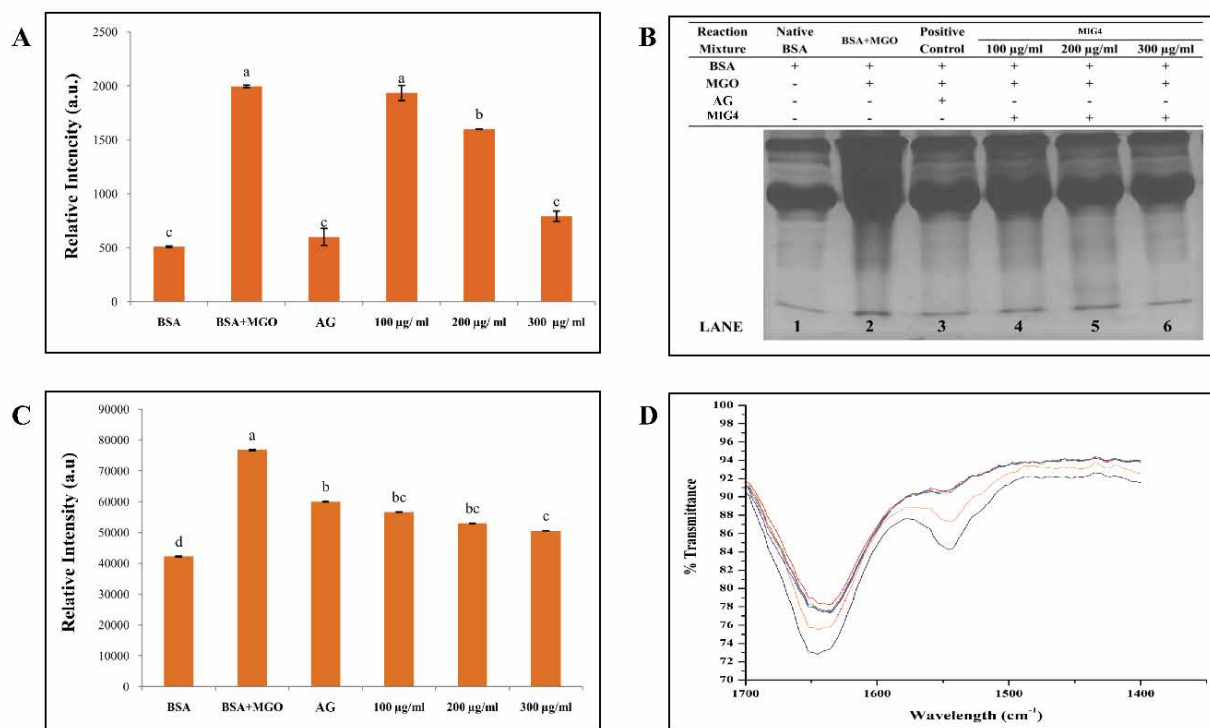 A
2500
2000
1500
1000
500
0
Relative Intencity (a.u.)
c
a
c
a
b
c
BSA
BSA+MGO
AG
100 µg/ ml
200 µg/ ml
300 µg/ ml
B
Reaction Mixture
Native BSA
BSA+MGO
Positive Control
MIG4
100 µg/ml
200 µg/ml
300 µg/ml
BSA + + + + + +
MGO - + + + + +
AG - - + - - -
MIG4 - - - + + +
LANE 1 2 3 4 5 6
C
90000
80000
70000
60000
50000
40000
30000
20000
10000
0
Relative Intensity (a.u)
d
a
b
bc
bc
c
BSA
BSA+MGO
AG
100 µg/ml
200 µg/ml
300 µg/ml
D
100
98
96
94
92
90
88
86
84
82
80
78
76
74
72
70
% Transmittance
1700
1600
1500
1400
Wavelength (cm⁻¹)